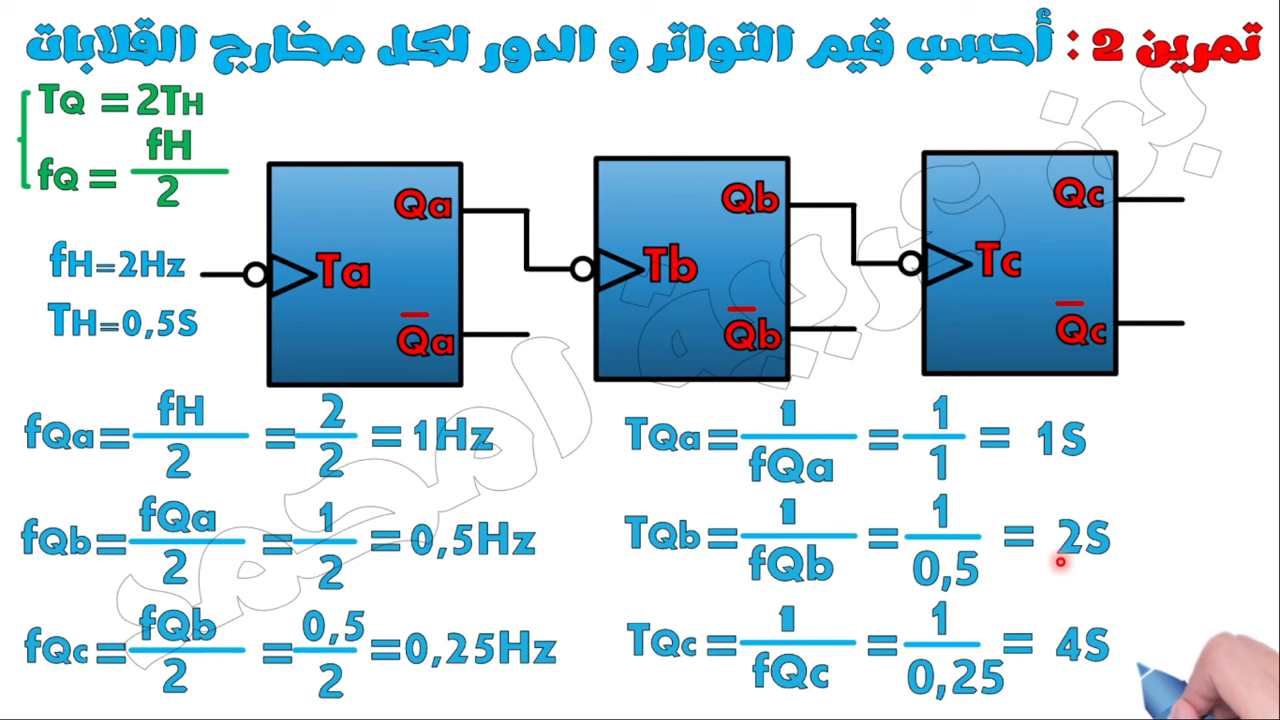 تمرين 2 : أحسب قيم التواتر و الدور لكل مخارج القلابات
TQ = 2TH
fQ = fH / 2
fH=2Hz
TH=0,5S
Ta
Qa
Q̅a
Tb
Qb
Q̅b
Tc
Qc
Q̅c
fQa = fH / 2 = 2 / 2 = 1Hz
TQa = 1 / fQa = 1 / 1 = 1S
fQb = fQa / 2 = 1 / 2 = 0,5Hz
TQb = 1 / fQb = 1 / 0,5 = 2S
fQc = fQb / 2 = 0,5 / 2 = 0,25Hz
TQc = 1 / fQc = 1 / 0,25 = 4S